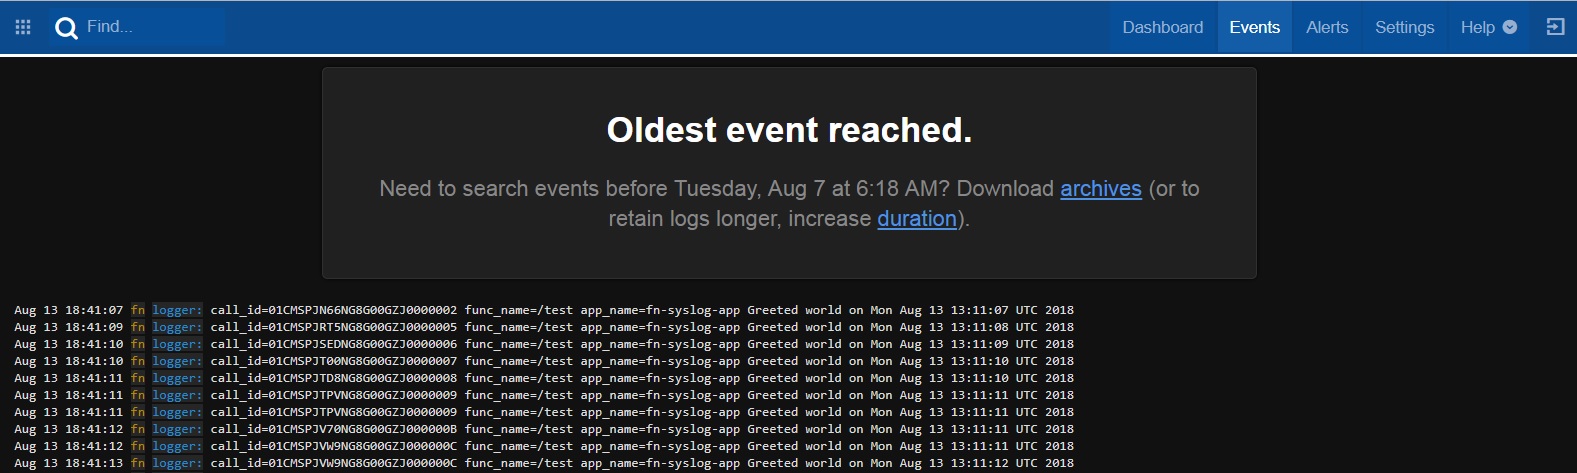 Find...
Dashboard Events Alerts Settings Help
Oldest event reached.
Need to search events before Tuesday, Aug 7 at 6:18 AM? Download archives (or to
retain logs longer, increase duration).
Aug 13 18:41:07 fn logger: call_id=01CMSPJN66NG8G00GZJ0000002 func_name=/test app_name=fn-syslog-app Greeted world on Mon Aug 13 13:11:07 UTC 2018
Aug 13 18:41:09 fn logger: call_id=01CMSPJRT5NG8G00GZJ0000005 func_name=/test app_name=fn-syslog-app Greeted world on Mon Aug 13 13:11:08 UTC 2018
Aug 13 18:41:10 fn logger: call_id=01CMSPJSEDNG8G00GZJ0000006 func_name=/test app_name=fn-syslog-app Greeted world on Mon Aug 13 13:11:09 UTC 2018
Aug 13 18:41:10 fn logger: call_id=01CMSPJT00NG8G00GZJ0000007 func_name=/test app_name=fn-syslog-app Greeted world on Mon Aug 13 13:11:10 UTC 2018
Aug 13 18:41:11 fn logger: call_id=01CMSPJTD8NG8G00GZJ0000008 func_name=/test app_name=fn-syslog-app Greeted world on Mon Aug 13 13:11:10 UTC 2018
Aug 13 18:41:11 fn logger: call_id=01CMSPJTPVNG8G00GZJ0000009 func_name=/test app_name=fn-syslog-app Greeted world on Mon Aug 13 13:11:11 UTC 2018
Aug 13 18:41:11 fn logger: call_id=01CMSPJTPVNG8G00GZJ0000009 func_name=/test app_name=fn-syslog-app Greeted world on Mon Aug 13 13:11:11 UTC 2018
Aug 13 18:41:12 fn logger: call_id=01CMSPJV70NG8G00GZJ000000B func_name=/test app_name=fn-syslog-app Greeted world on Mon Aug 13 13:11:11 UTC 2018
Aug 13 18:41:12 fn logger: call_id=01CMSPJVW9NG8G00GZJ000000C func_name=/test app_name=fn-syslog-app Greeted world on Mon Aug 13 13:11:11 UTC 2018
Aug 13 18:41:13 fn logger: call_id=01CMSPJVW9NG8G00GZJ000000C func_name=/test app_name=fn-syslog-app Greeted world on Mon Aug 13 13:11:12 UTC 2018